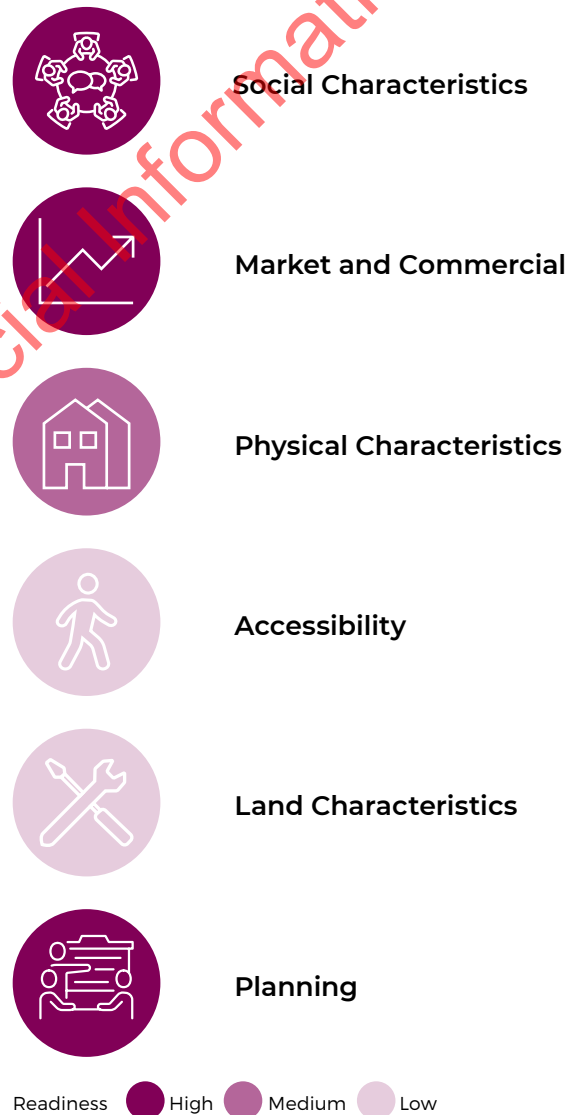 Social Characteristics
Market and Commercial
Physical Characteristics
Accessibility
Land Characteristics
Planning
Readiness High Medium Low